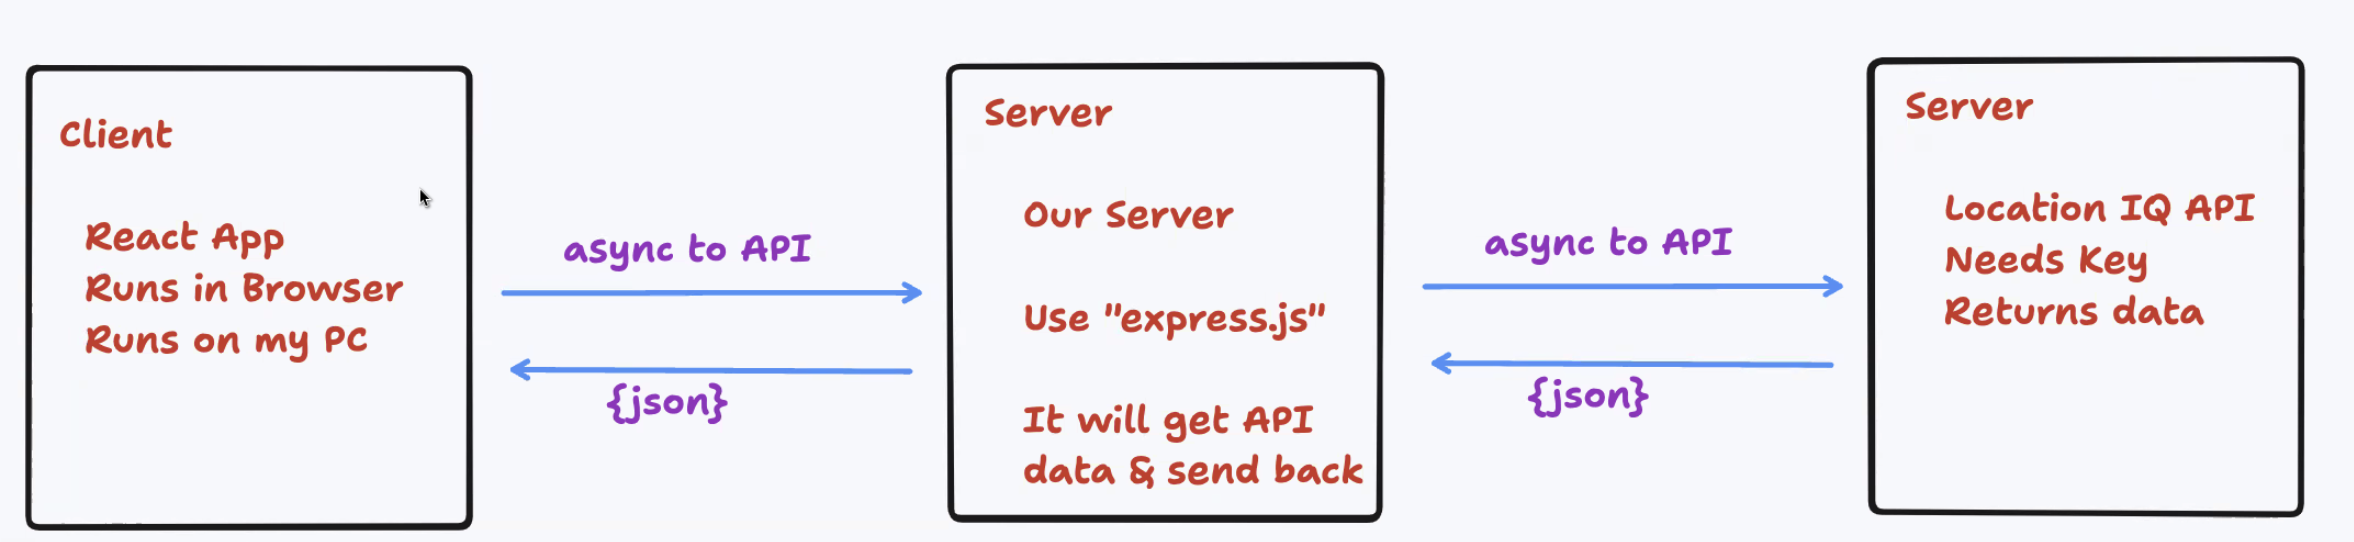 Client
React App
Runs in Browser
Runs on my PC
async to API
{json}
Server
Our Server
Use "express.js"
It will get API
data & send back
async to API
{json}
Server
Location IQ API
Needs Key
Returns data